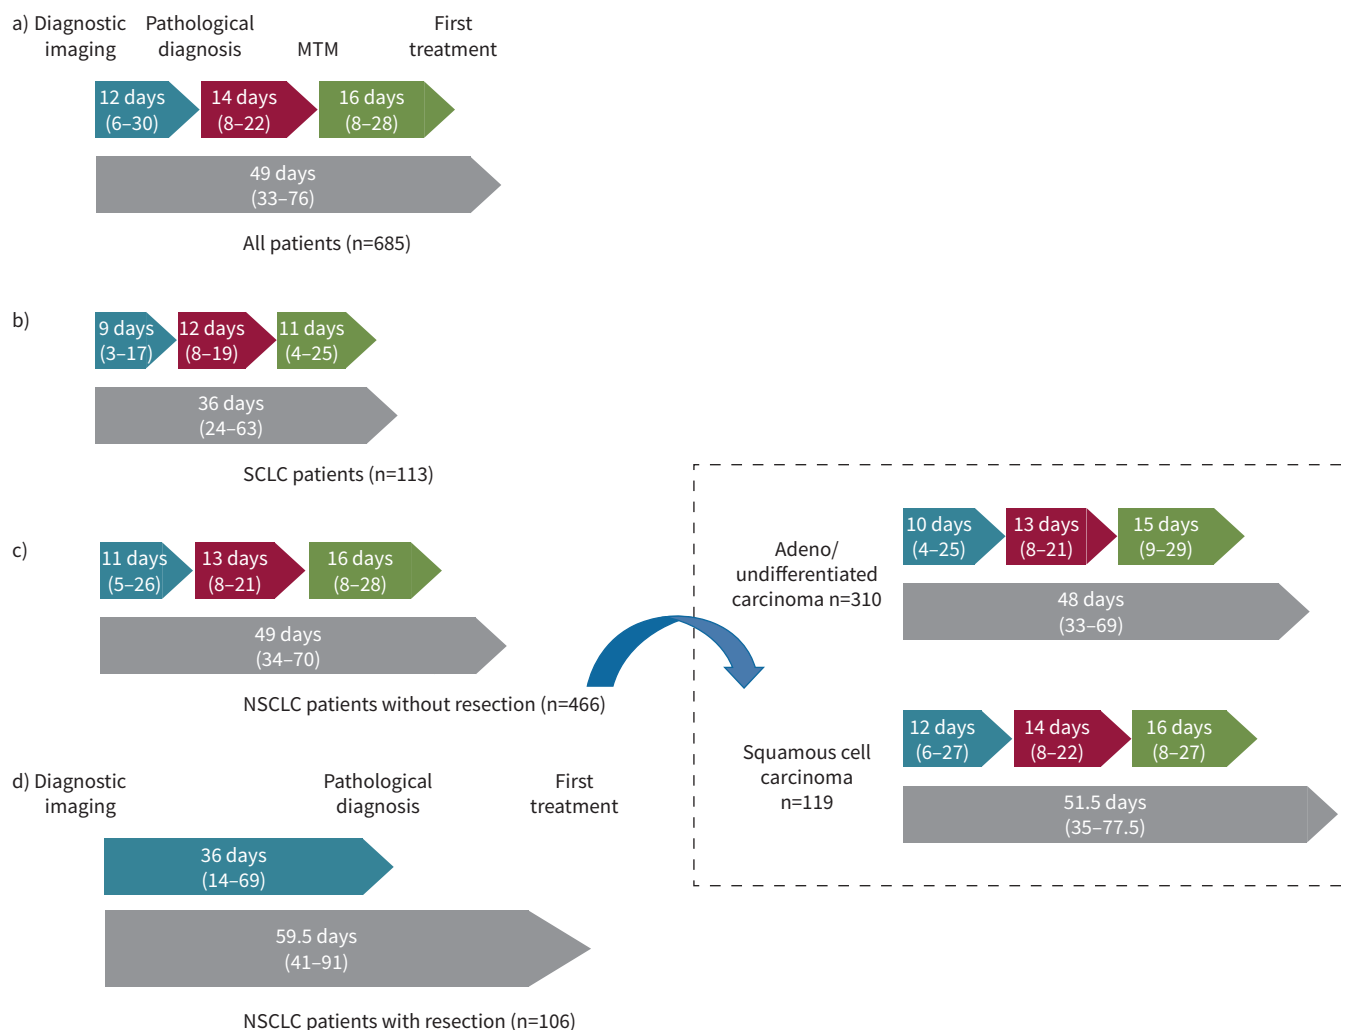 a) Diagnostic imaging
Pathological diagnosis
MTM
First treatment
12 days
(6–30)
14 days
(8–22)
16 days
(8–28)
49 days
(33–76)
All patients (n=685)
b)
9 days
(3–17)
12 days
(8–19)
11 days
(4–25)
36 days
(24–63)
SCLC patients (n=113)
c)
11 days
(5–26)
13 days
(8–21)
16 days
(8–28)
49 days
(34–70)
NSCLC patients without resection (n=466)
Adeno/
undifferentiated
carcinoma n=310
10 days
(4–25)
13 days
(8–21)
15 days
(9–29)
48 days
(33–69)
Squamous cell
carcinoma
n=119
12 days
(6–27)
14 days
(8–22)
16 days
(8–27)
51.5 days
(35–77.5)
d) Diagnostic
imaging
Pathological
diagnosis
First
treatment
36 days
(14–69)
59.5 days
(41–91)
NSCLC patients with resection (n=106)